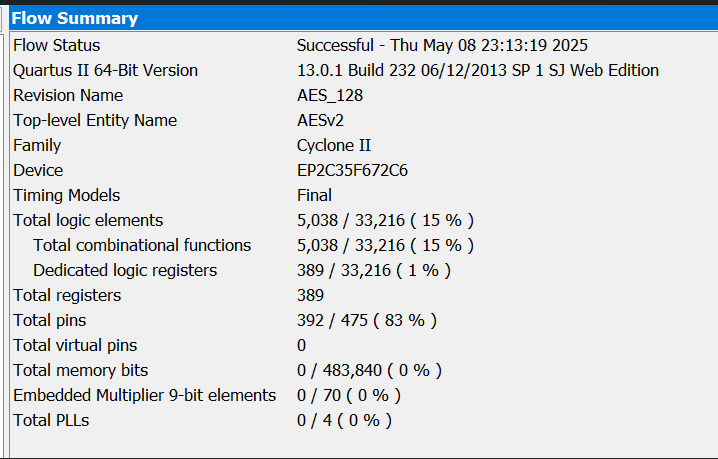 Flow Summary
Flow Status Successful - Thu May 08 23:13:19 2025
Quartus II 64-Bit Version 13.0.1 Build 232 06/12/2013 SP 1 SJ Web Edition
Revision Name AES_128
Top-level Entity Name AESv2
Family Cyclone II
Device EP2C35F672C6
Timing Models Final
Total logic elements 5,038 / 33,216 ( 15 % )
Total combinational functions 5,038 / 33,216 ( 15 % )
Dedicated logic registers 389 / 33,216 ( 1 % )
Total registers 389
Total pins 392 / 475 ( 83 % )
Total virtual pins 0
Total memory bits 0 / 483,840 ( 0 % )
Embedded Multiplier 9-bit elements 0 / 70 ( 0 % )
Total PLLs 0 / 4 ( 0 % )